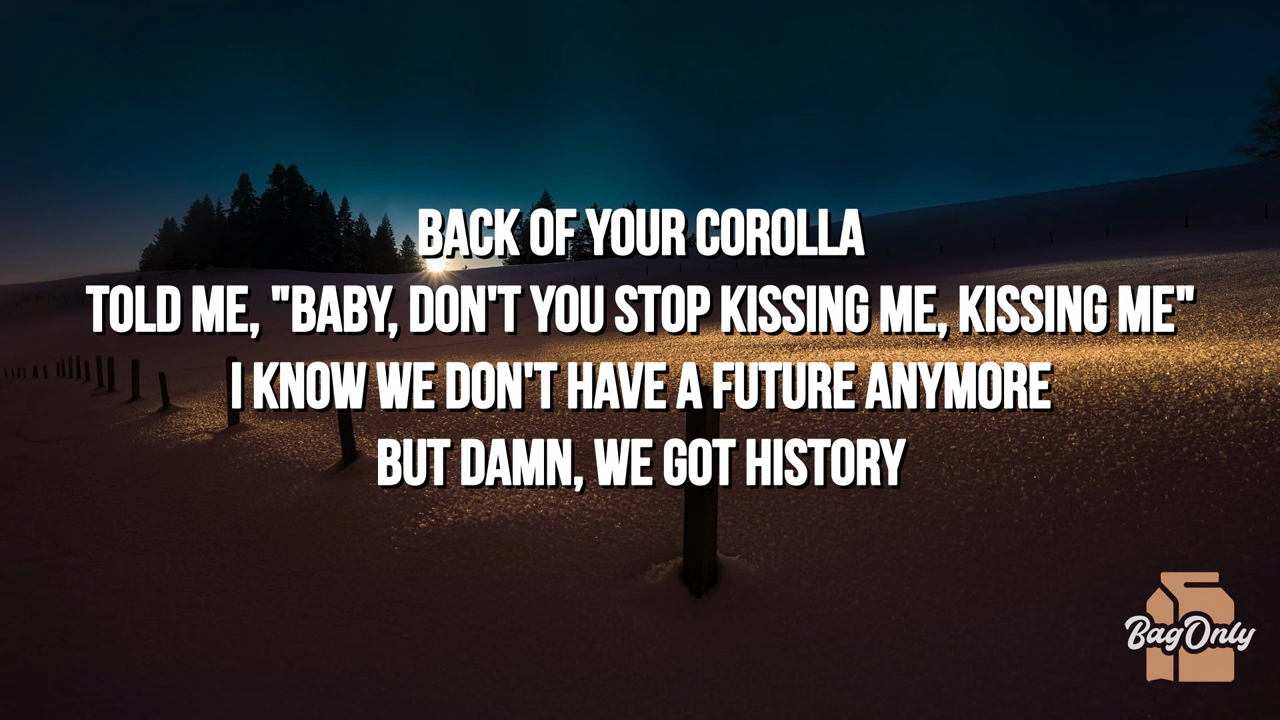 BACK OF YOUR COROLLA
TOLD ME, "BABY, DON'T YOU STOP KISSING ME, KISSING ME"
I KNOW WE DON'T HAVE A FUTURE ANYMORE
BUT DAMN, WE GOT HISTORY
BagOnly